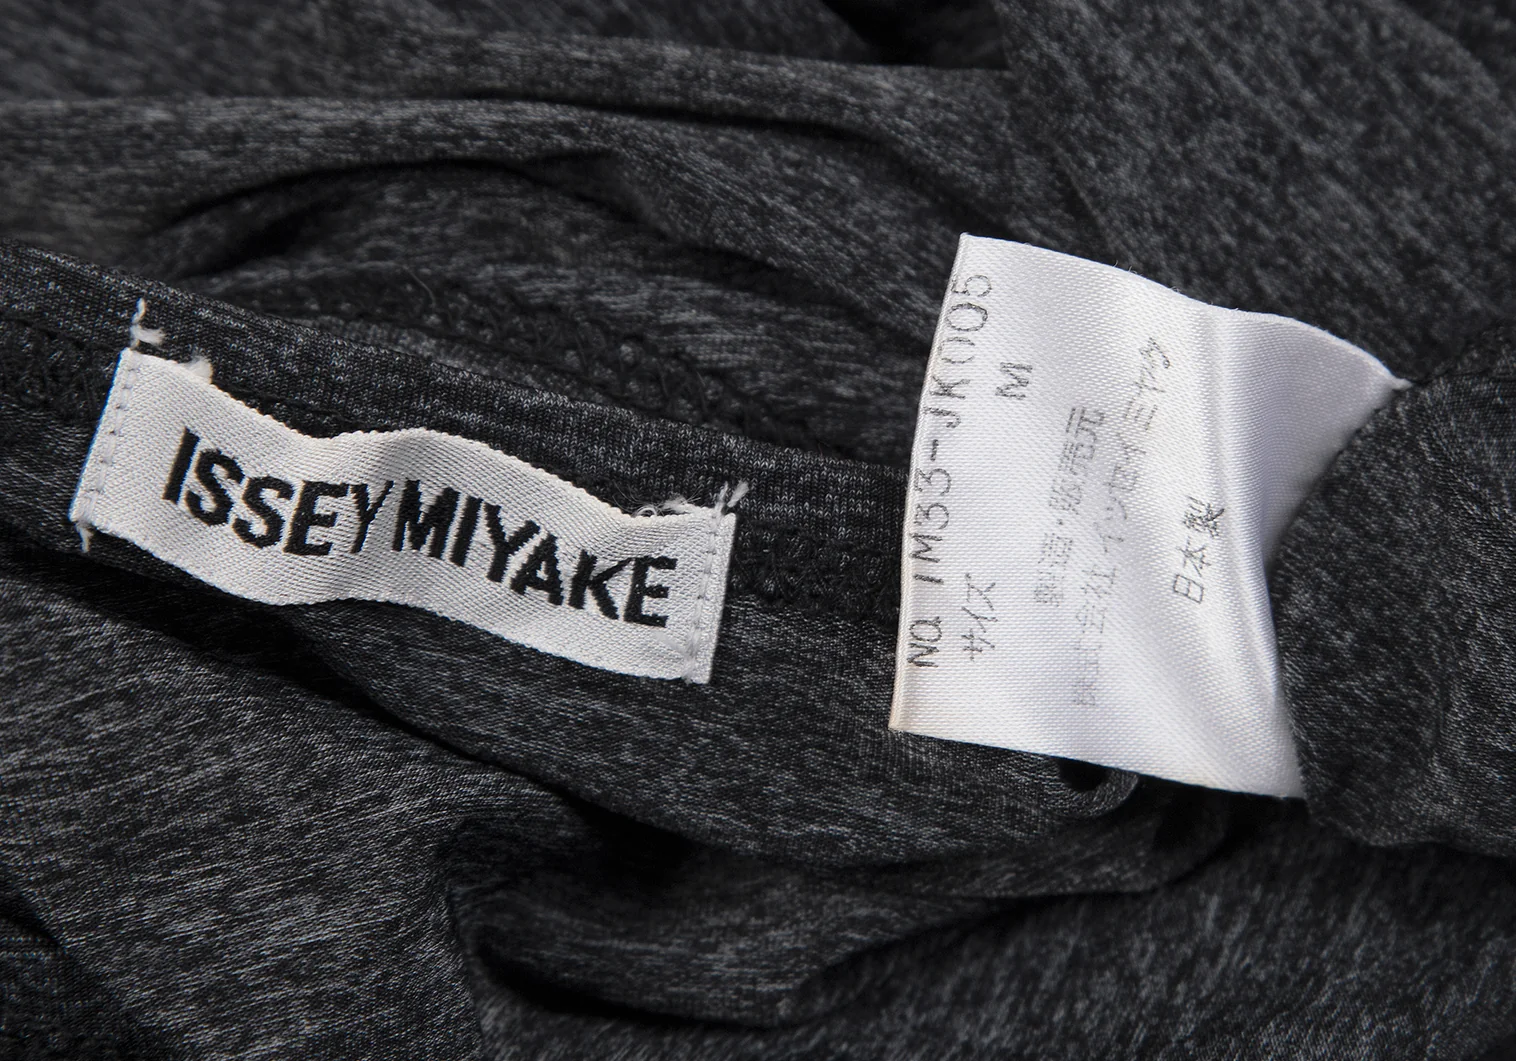 ISSEY MIYAKE
NO. IM33-JK005
サイズ M
製造・発売元
株式会社 イッセイミヤケ
日本製